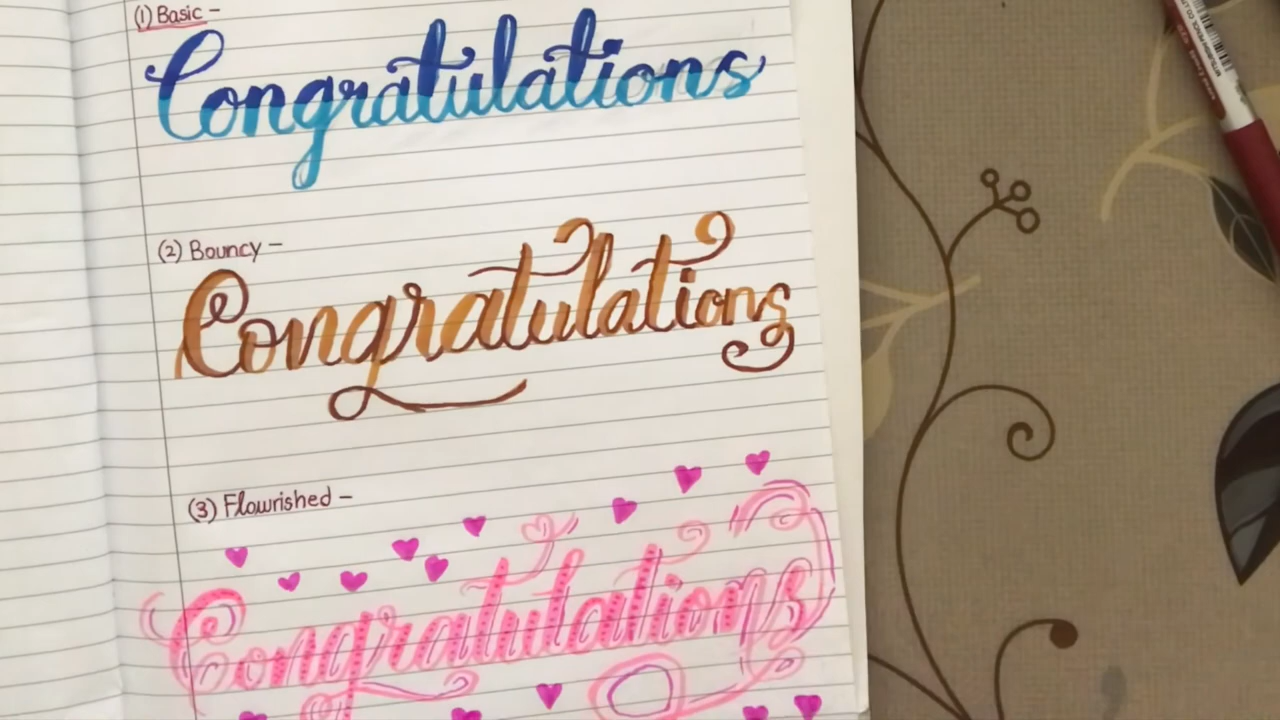 (1) Basic -
Congratulations
(2) Bouncy -
Congratulations
(3) Flourished -
Congratulations